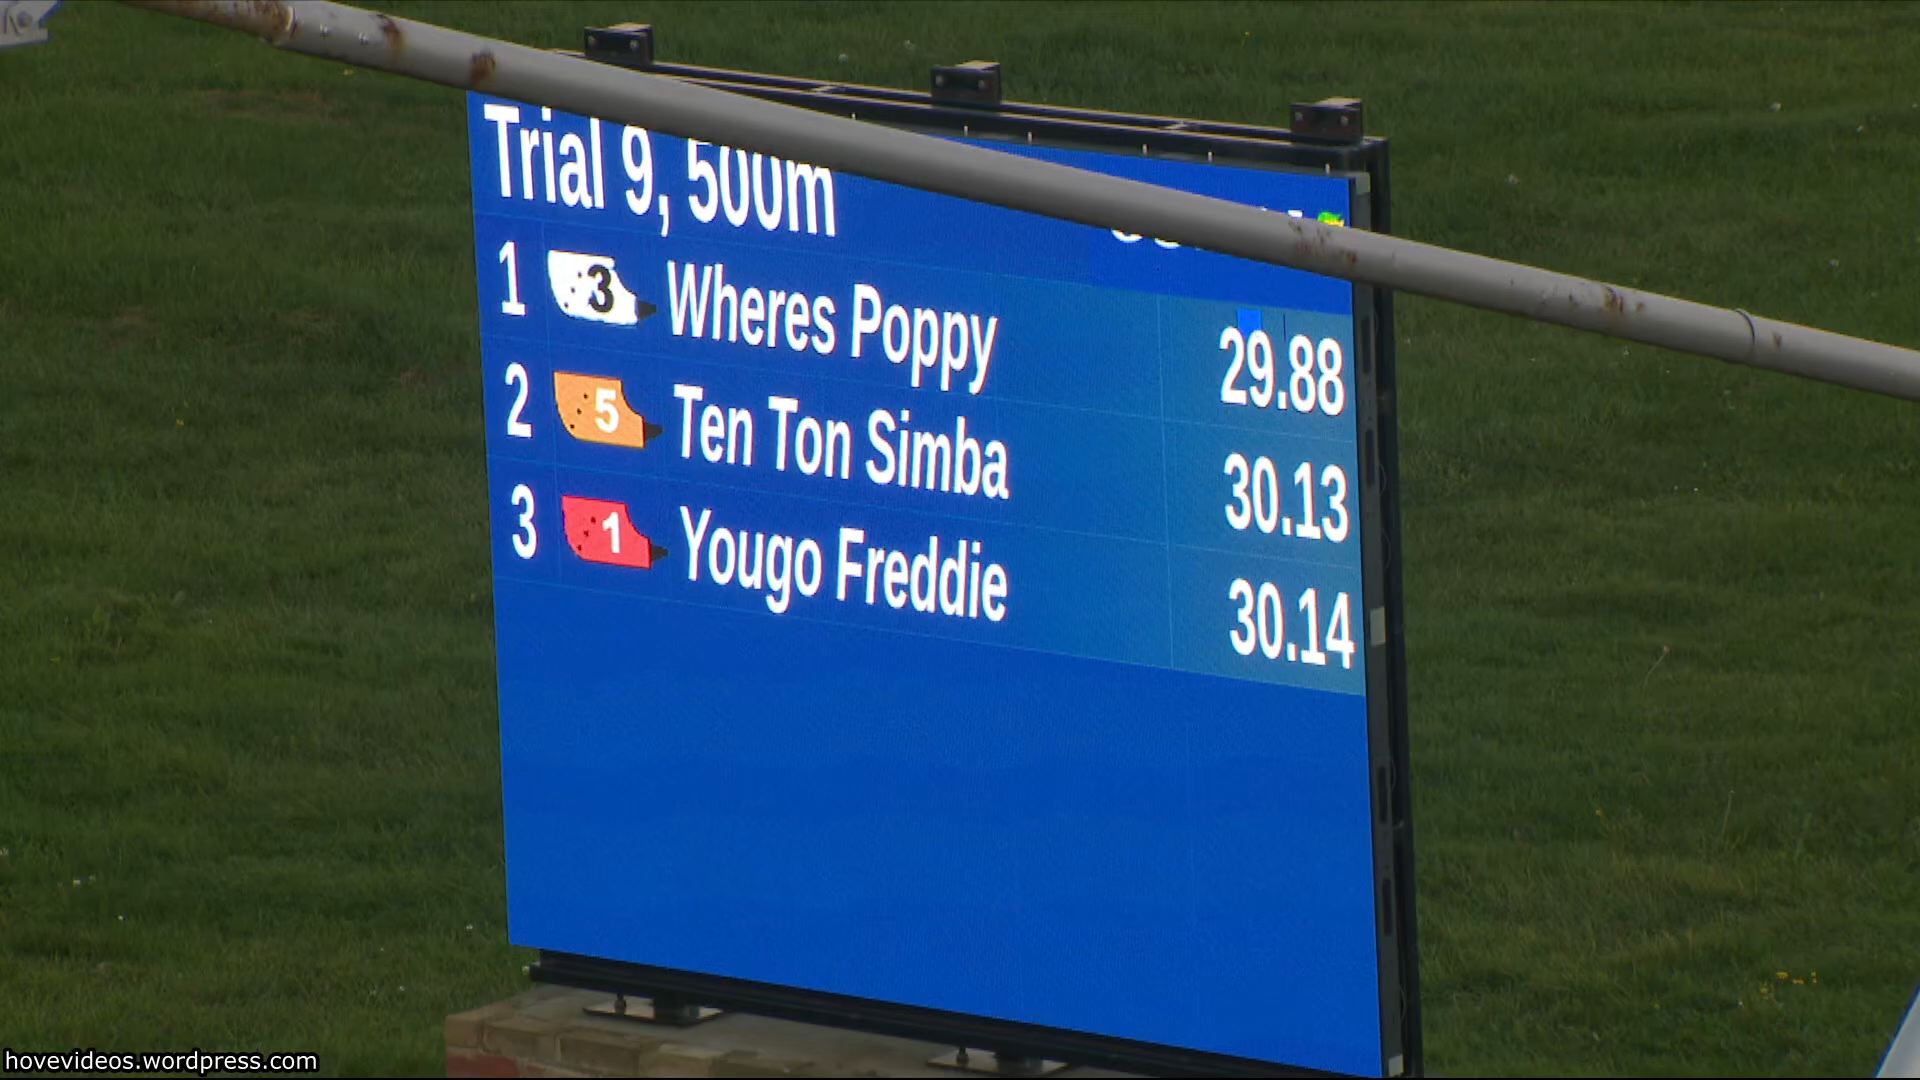 Trial 9, 500m
1 3 Wheres Poppy 29.88
2 5 Ten Ton Simba 30.13
3 1 Yougo Freddie 30.14
hovevideos.wordpress.com